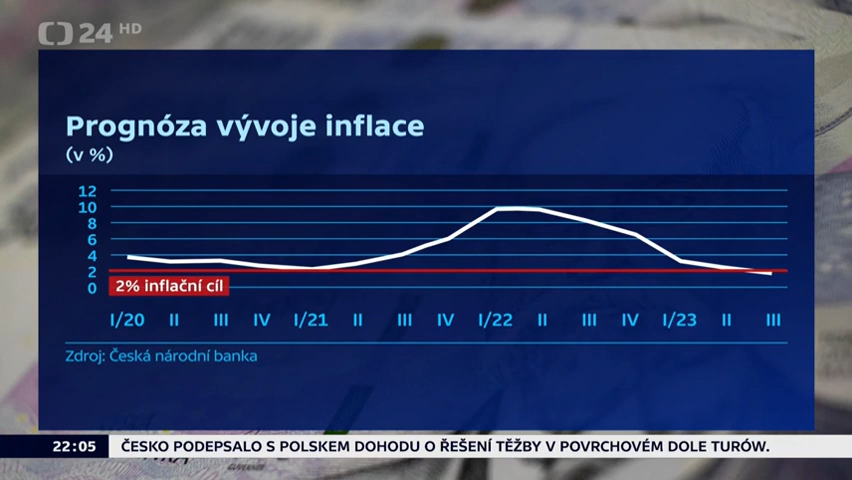 24 HD
Prognóza vývoje inflace
(v %)
12
10
8
6
4
2
0
2% inflační cíl
I/20 II III IV I/21 II III IV I/22 II III IV I/23 II III
Zdroj: Česká národní banka
22:05 ČESKO PODEPSALO S POLSKEM DOHODU O ŘEŠENÍ TĚŽBY V POVRCHOVÉM DOLE TURÓW.